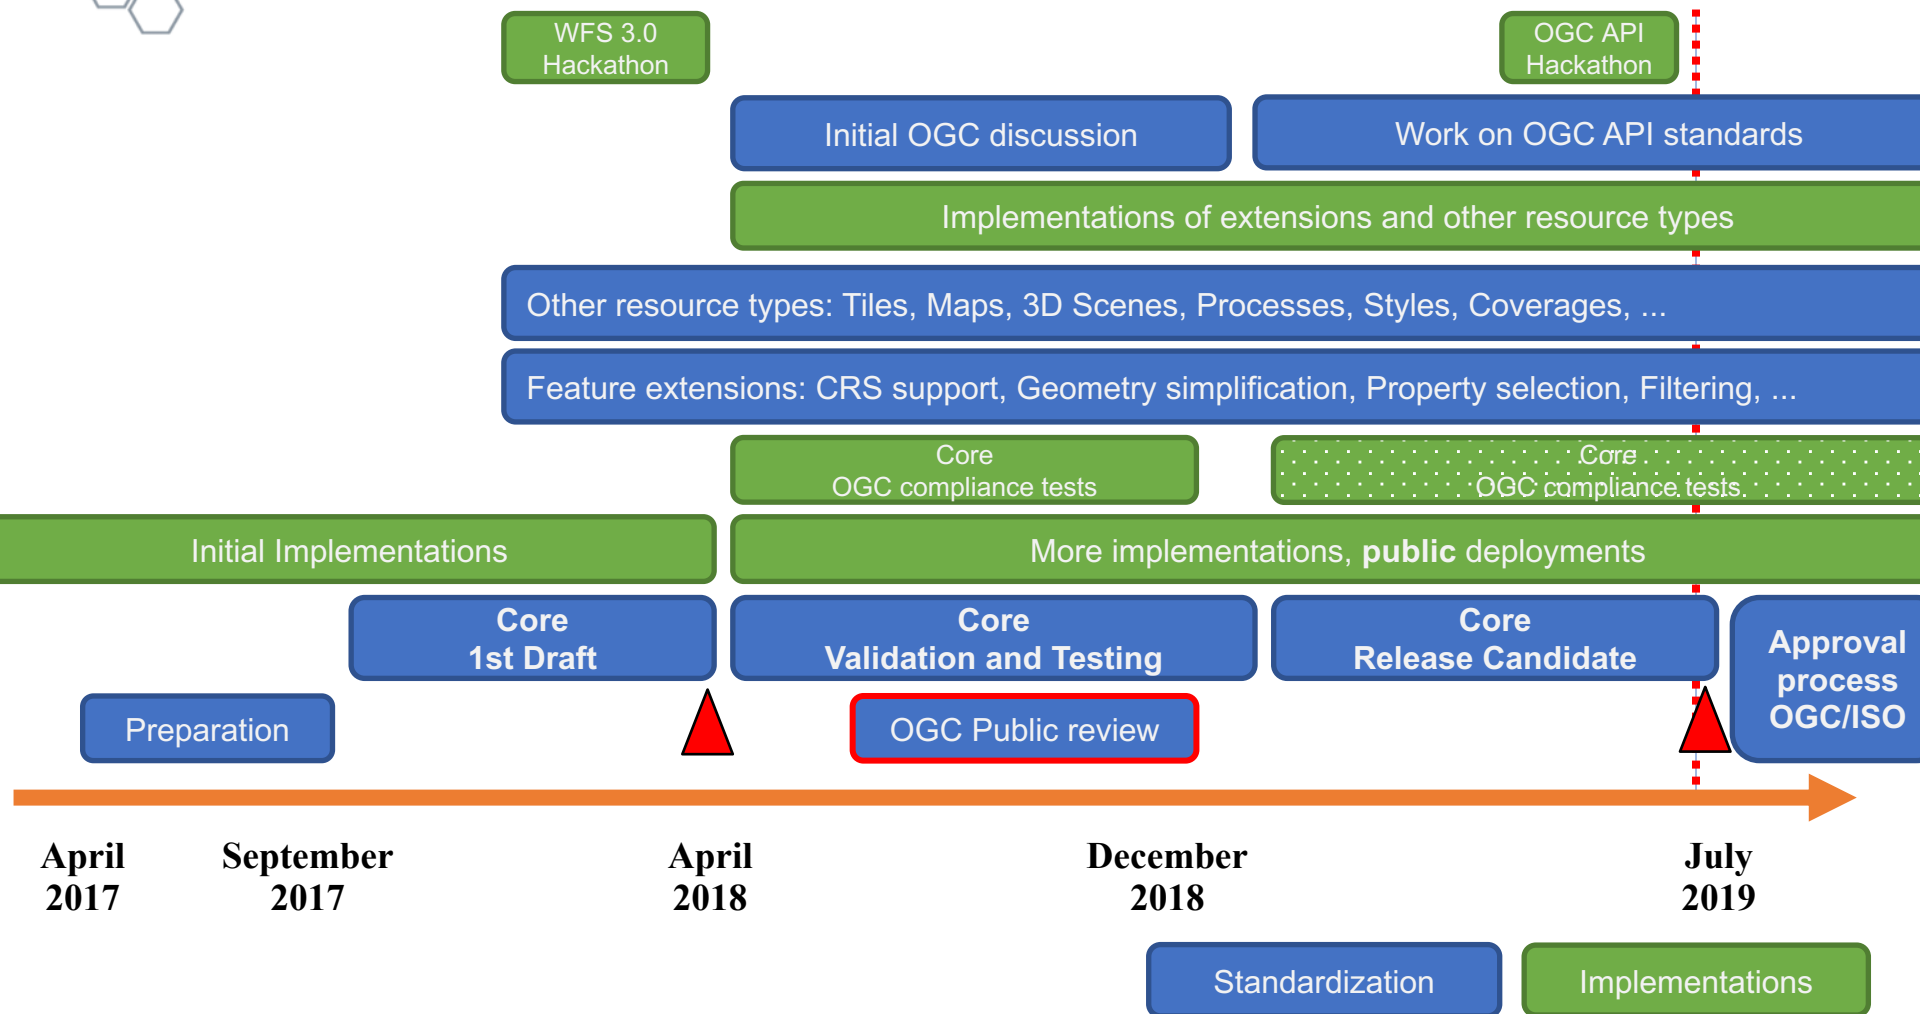 WFS 3.0
Hackathon
OGC API
Hackathon
Initial OGC discussion
Work on OGC API standards
Implementations of extensions and other resource types
Other resource types: Tiles, Maps, 3D Scenes, Processes, Styles, Coverages, ...
Feature extensions: CRS support, Geometry simplification, Property selection, Filtering, ...
Core
OGC compliance tests
Core
OGC compliance tests
Initial Implementations
More implementations, public deployments
Core
1st Draft
Core
Validation and Testing
Core
Release Candidate
Approval
process
OGC/ISO
Preparation
OGC Public review
April
2017
September
2017
April
2018
December
2018
July
2019
Standardization
Implementations